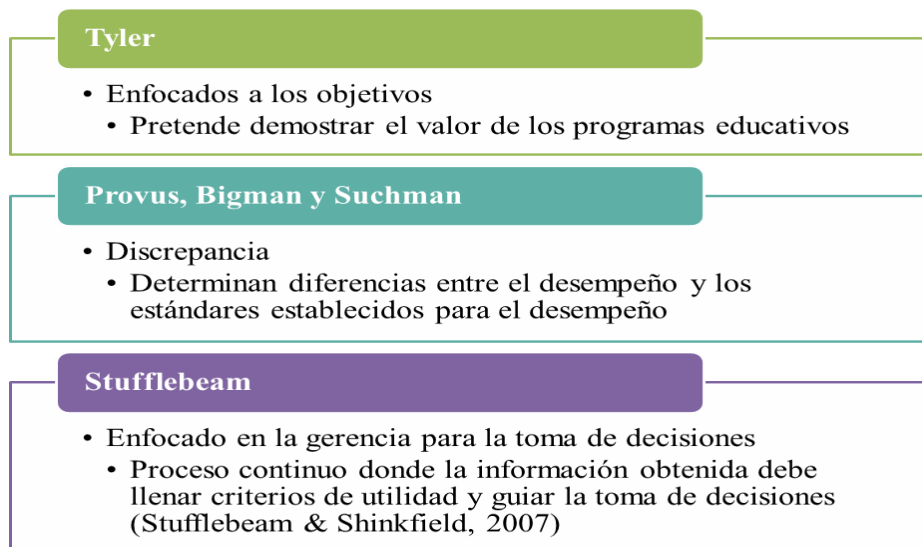 Tyler
• Enfocados a los objetivos
• Pretende demostrar el valor de los programas educativos
Provus, Bigman y Suchman
• Discrepancia
• Determinan diferencias entre el desempeño y los
estándares establecidos para el desempeño
Stufflebeam
• Enfocado en la gerencia para la toma de decisiones
• Proceso continuo donde la información obtenida debe
llenar criterios de utilidad y guiar la toma de decisiones
(Stufflebeam & Shinkfield, 2007)